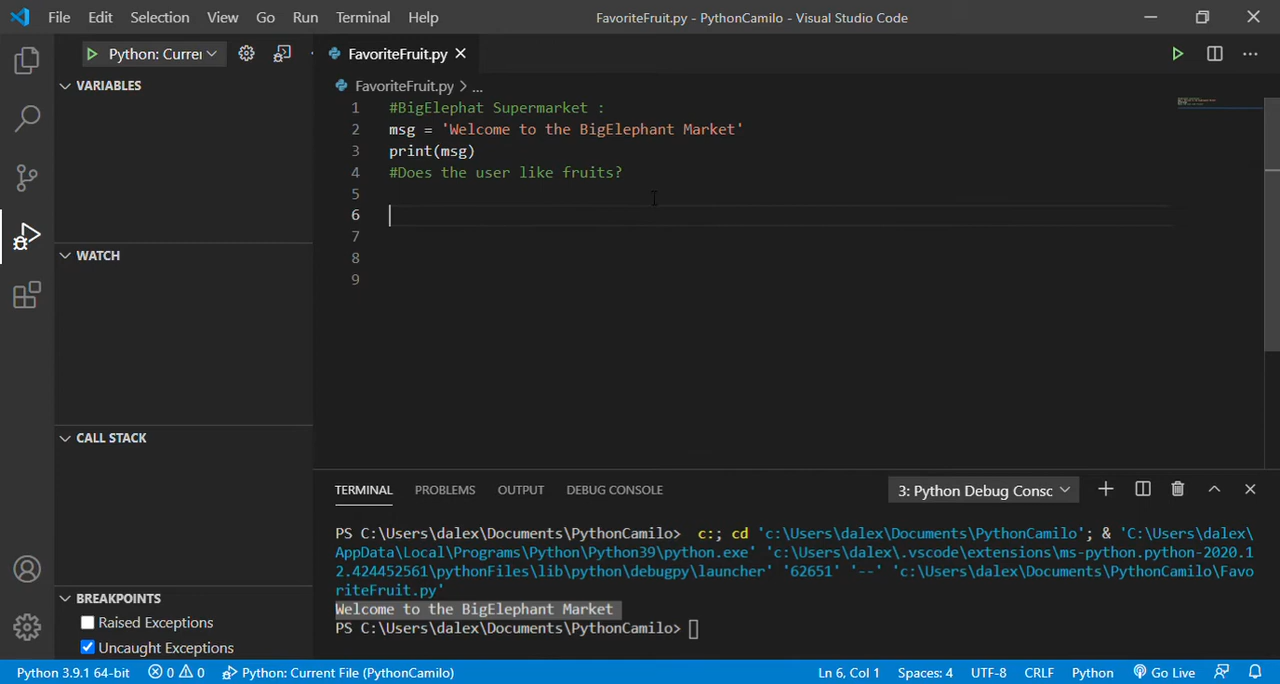 File Edit Selection View Go Run Terminal Help FavoriteFruit.py - PythonCamilo - Visual Studio Code
Python: Currer FavoriteFruit.py
VARIABLES
FavoriteFruit.py > ...
1 #BigElephat Supermarket :
2 msg = 'Welcome to the BigElephant Market'
3 print(msg)
4 #Does the user like fruits?
5
6
7
8
9
WATCH
CALL STACK
BREAKPOINTS
Raised Exceptions
Uncaught Exceptions
TERMINAL PROBLEMS OUTPUT DEBUG CONSOLE 3: Python Debug Consc
PS C:\Users\dalex\Documents\PythonCamilo> c:; cd 'c:\Users\dalex\Documents\PythonCamilo'; & 'C:\Users\dalex\
AppData\Local\Programs\Python\Python39\python.exe' 'c:\Users\dalex\.vscode\extensions\ms-python.python-2020.1
2.424452561\pythonFiles\lib\python\debugpy\launcher' '62651' '--' 'c:\Users\dalex\Documents\PythonCamilo\Favo
riteFruit.py'
Welcome to the BigElephant Market
PS C:\Users\dalex\Documents\PythonCamilo>
Python 3.9.1 64-bit 0 0 Python: Current File (PythonCamilo) Ln 6, Col 1 Spaces: 4 UTF-8 CRLF Python Go Live